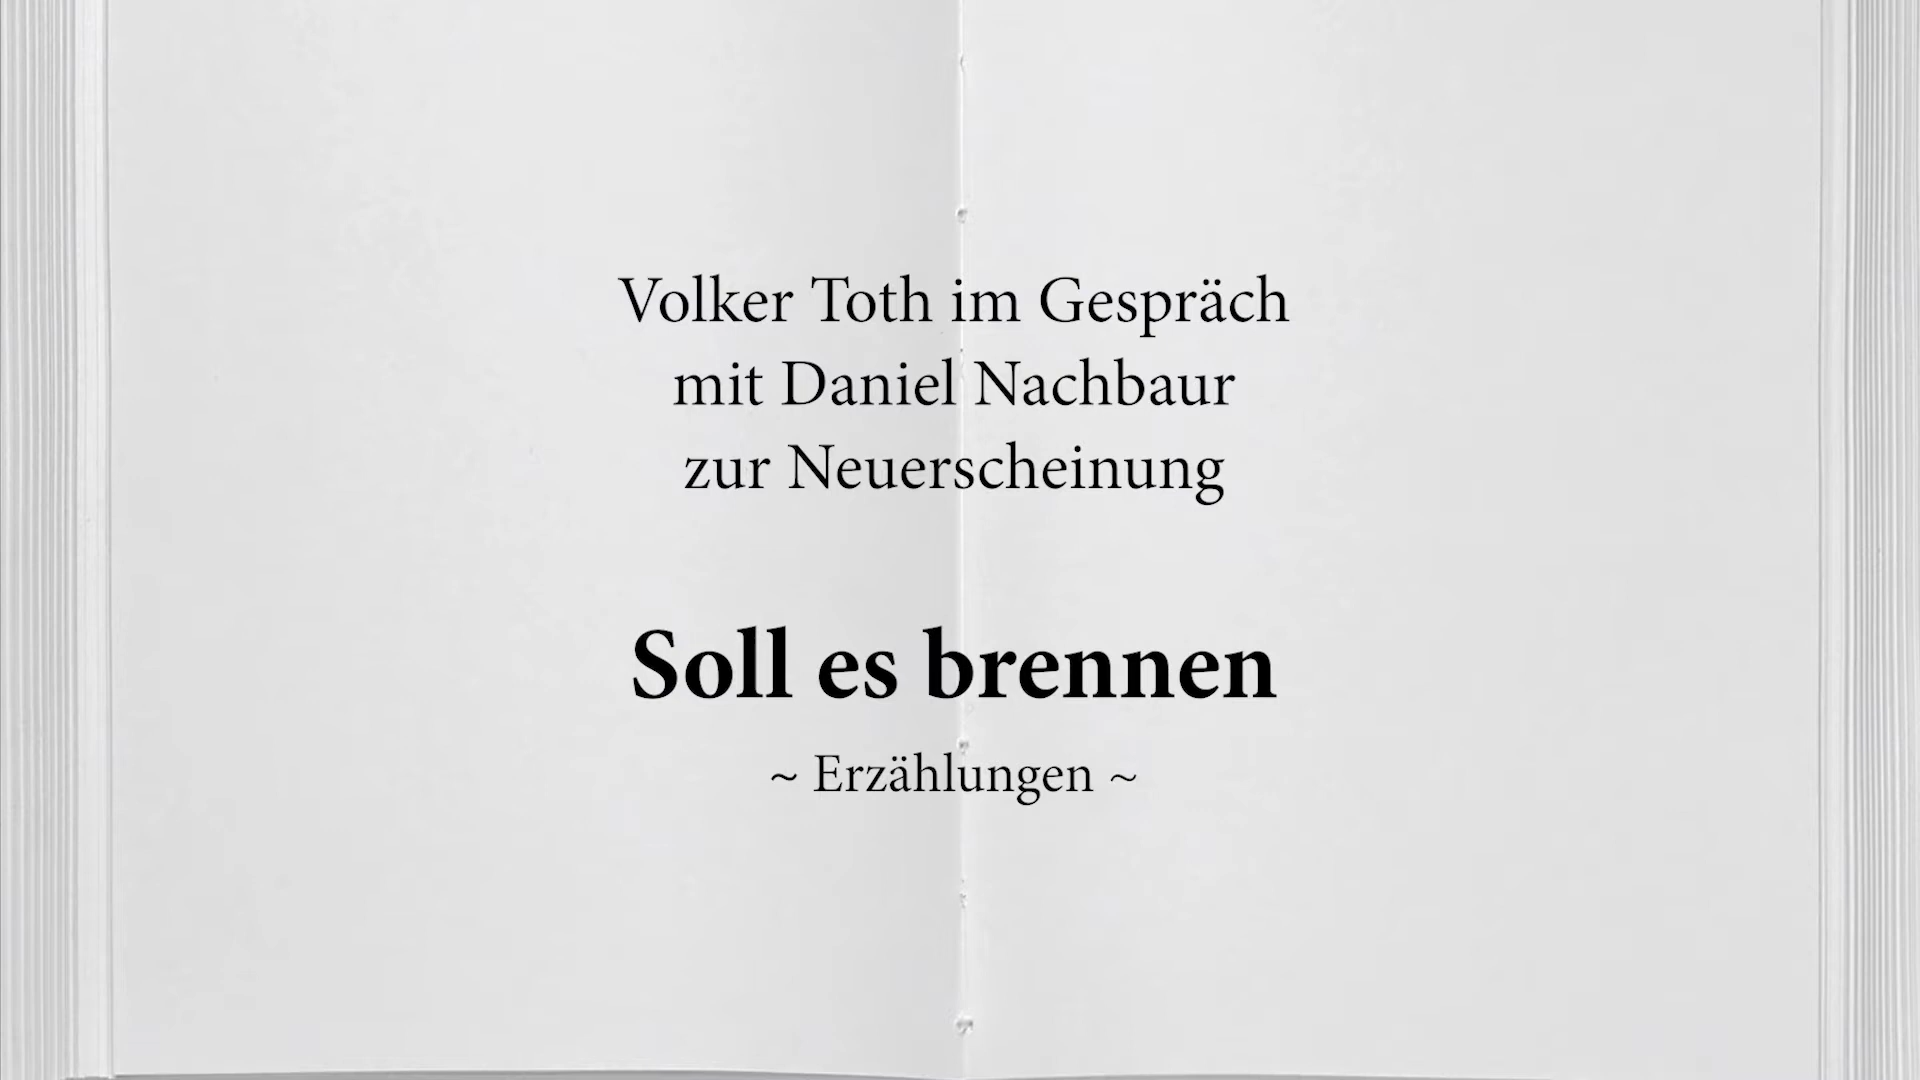 Volker Toth im Gespräch
mit Daniel Nachbaur
zur Neuerscheinung
Soll es brennen
~ Erzählungen ~